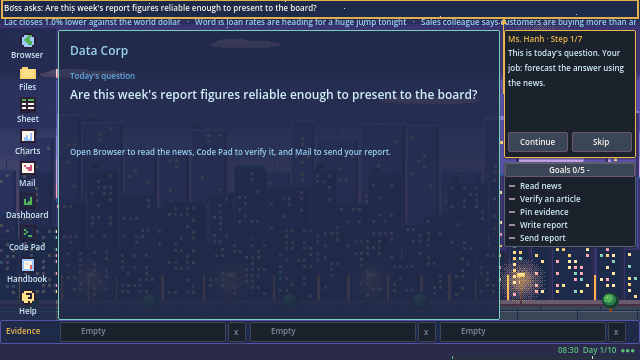 Boss asks: Are this week's report figures reliable enough to present to the board?
Lac closes 1.0% lower against the world dollar · Word is loan rates are heading for a huge jump tonight · Sales colleague says customers are buying more than
Browser
Files
Sheet
Charts
Mail
Dashboard
Code Pad
Handbook
Help
Data Corp
Today's question
Are this week's report figures reliable enough to present to the board?
Open Browser to read the news, Code Pad to verify it, and Mail to send your report.
Ms. Hanh · Step 1/7
This is today's question. Your
job: forecast the answer using
the news.
Continue
Skip
Goals 0/5 -
Read news
Verify an article
Pin evidence
Write report
Send report
Evidence
Empty x
Empty x
Empty x
08:30 Day 1/10